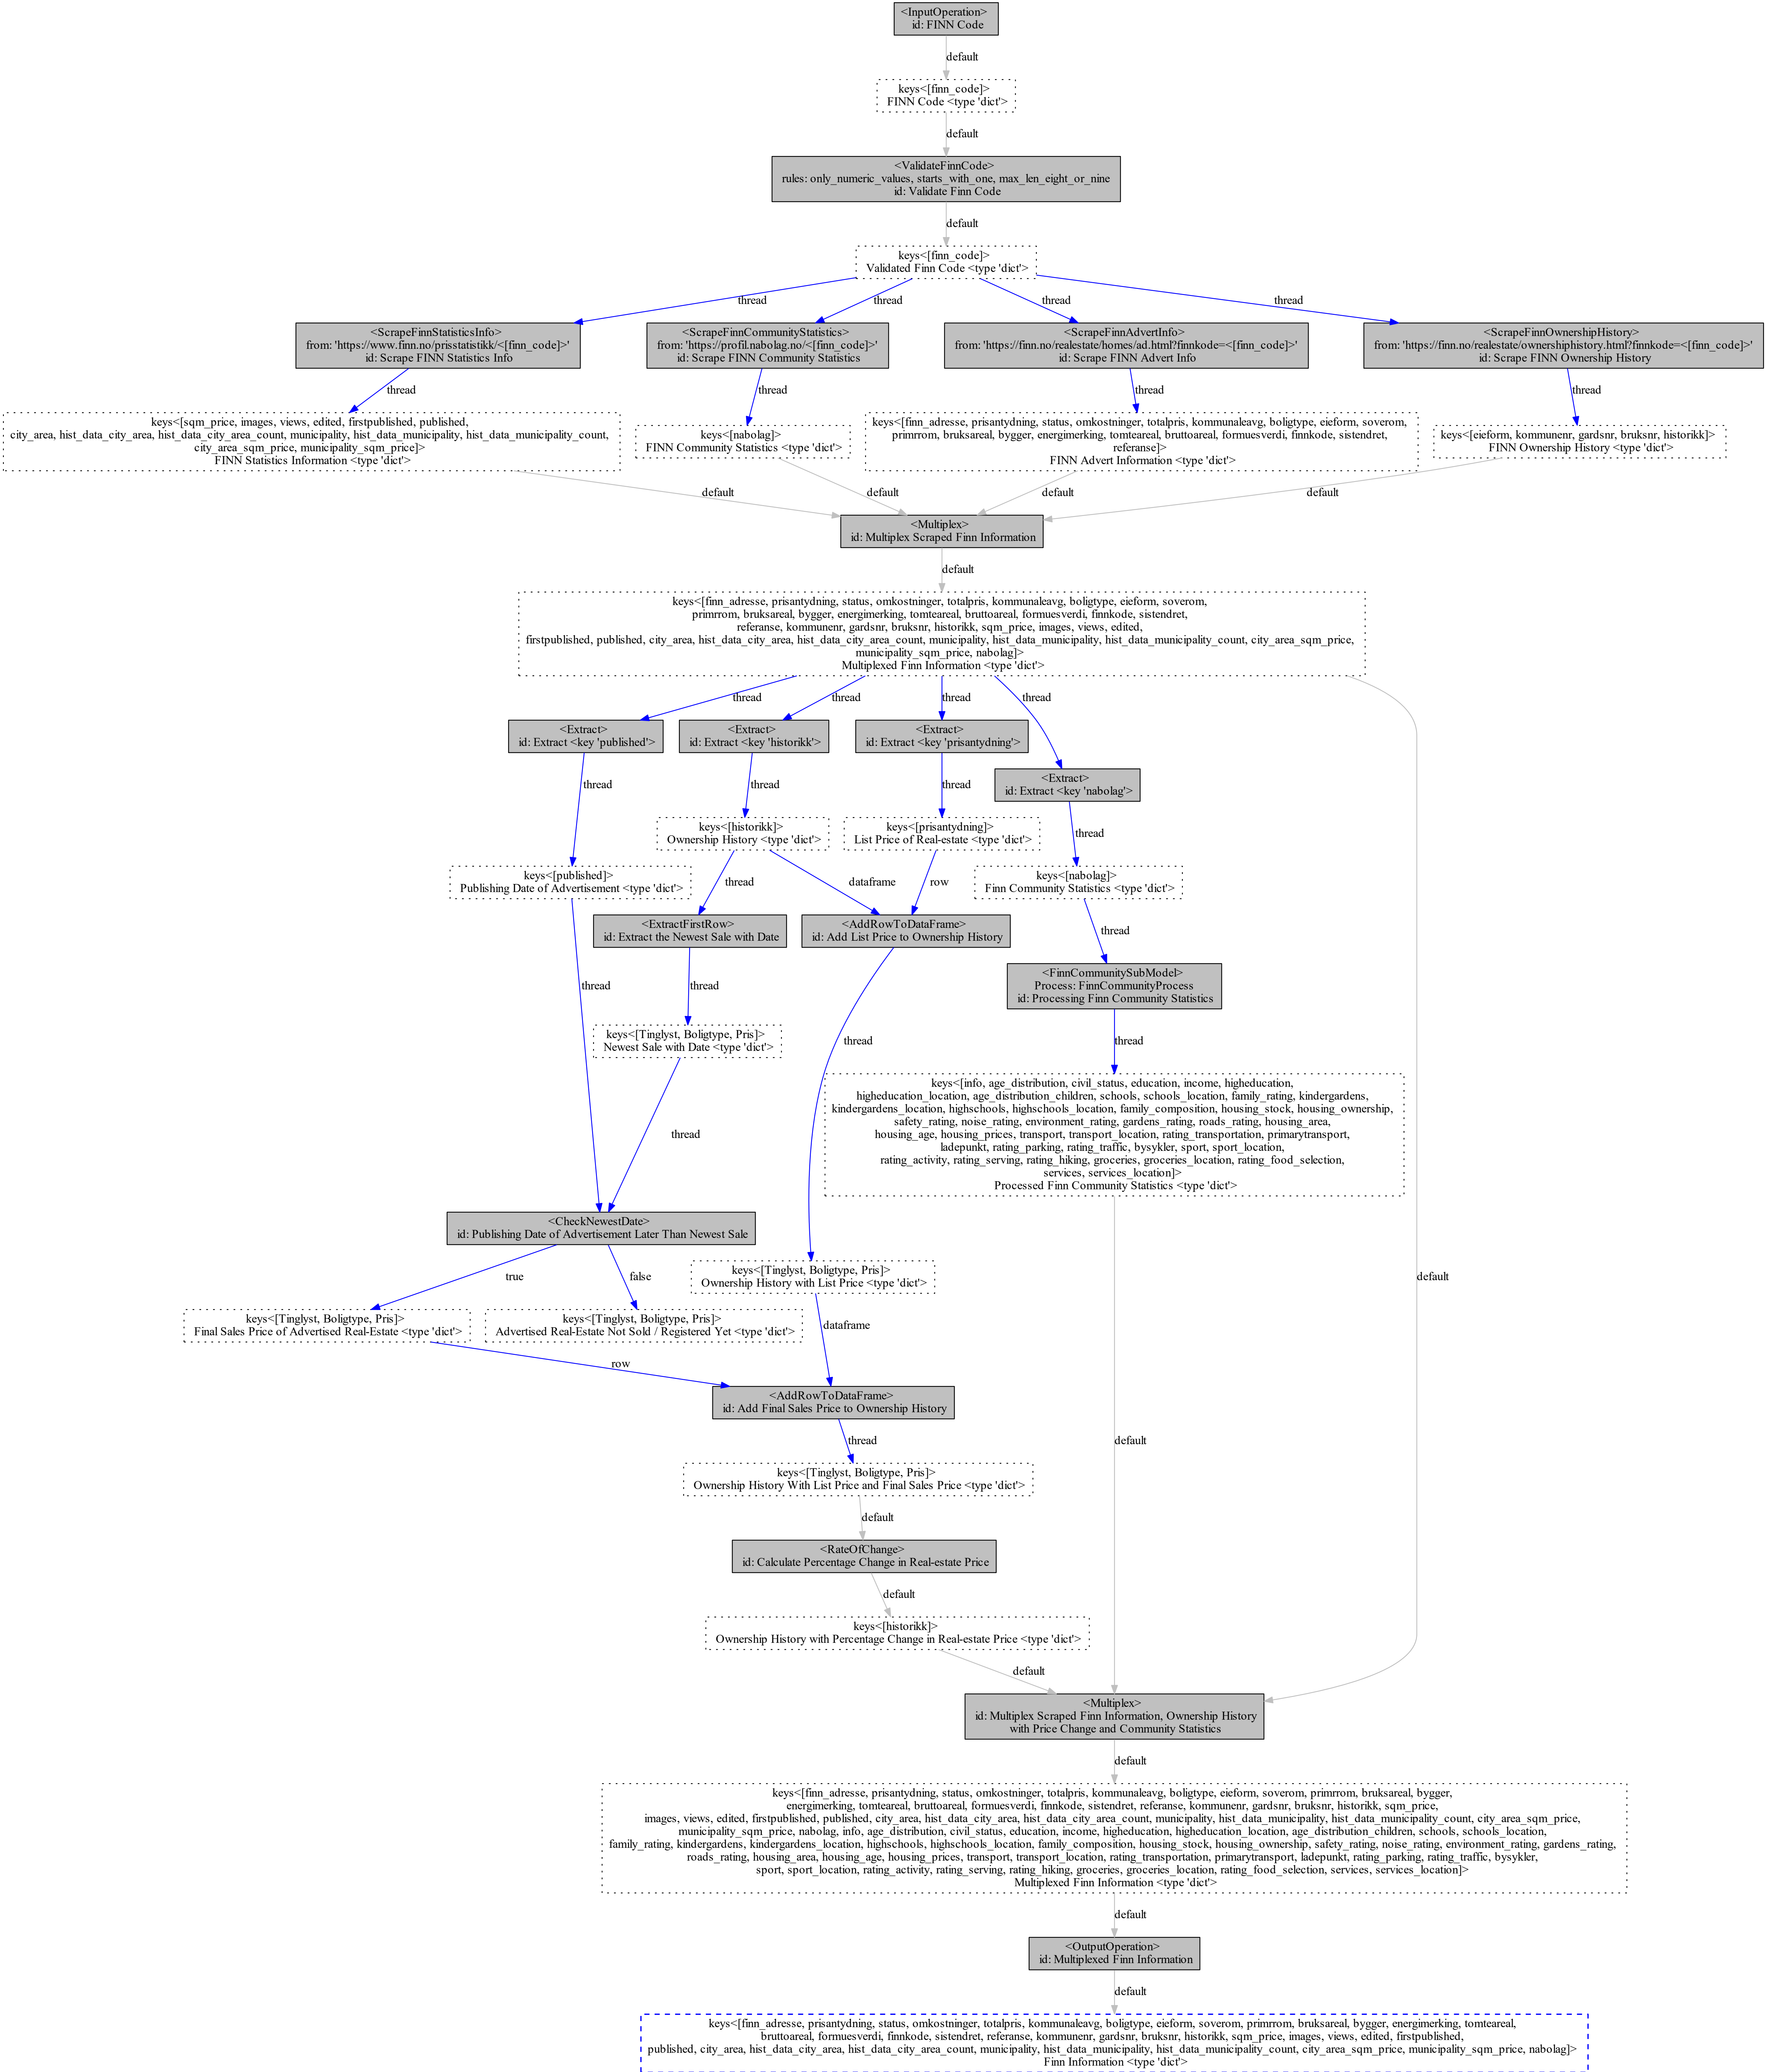 <InputOperation>
id: FINN Code
default
keys<[finn_code]>
FINN Code <type 'dict'>
default
<ValidateFinnCode>
rules: only_numeric_values, starts_with_one, max_len_eight_or_nine
id: Validate Finn Code
default
keys<[finn_code]>
Validated Finn Code <type 'dict'>
thread
thread
thread
thread
<ScrapeFinnStatisticsInfo>
from: 'https://www.finn.no/prisstatistikk/<[finn_code]>'
id: Scrape FINN Statistics Info
<ScrapeFinnCommunityStatistics>
from: 'https://profil.nabolag.no/<[finn_code]>'
id: Scrape FINN Community Statistics
<ScrapeFinnAdvertInfo>
from: 'https://finn.no/realestate/homes/ad.html?finnkode=<[finn_code]>'
id: Scrape FINN Advert Info
<ScrapeFinnOwnershipHistory>
from: 'https://finn.no/realestate/ownershiphistory.html?finnkode=<[finn_code]>'
id: Scrape FINN Ownership History
thread
thread
thread
thread
keys<[sqm_price, images, views, edited, firstpublished, published,
city_area, hist_data_city_area, hist_data_city_area_count, municipality, hist_data_municipality, hist_data_municipality_count,
city_area_sqm_price, municipality_sqm_price]>
FINN Statistics Information <type 'dict'>
keys<[nabolag]>
FINN Community Statistics <type 'dict'>
keys<[finn_adresse, prisantydning, status, omkostninger, totalpris, kommunaleavg, boligtype, eieform, soverom,
primrrom, bruksareal, bygger, energimerking, tomteareal, bruttoareal, formuesverdi, finnkode, sistendret,
referanse]>
FINN Advert Information <type 'dict'>
keys<[eieform, kommunenr, gardsnr, bruksnr, historikk]>
FINN Ownership History <type 'dict'>
default
default
default
default
<Multiplex>
id: Multiplex Scraped Finn Information
default
keys<[finn_adresse, prisantydning, status, omkostninger, totalpris, kommunaleavg, boligtype, eieform, soverom,
primrrom, bruksareal, bygger, energimerking, tomteareal, bruttoareal, formuesverdi, finnkode, sistendret,
referanse, kommunenr, gardsnr, bruksnr, historikk, sqm_price, images, views, edited,
firstpublished, published, city_area, hist_data_city_area, hist_data_city_area_count, municipality, hist_data_municipality, hist_data_municipality_count, city_area_sqm_price,
municipality_sqm_price, nabolag]>
Multiplexed Finn Information <type 'dict'>
thread
thread
thread
thread
<Extract>
id: Extract <key 'published'>
<Extract>
id: Extract <key 'historikk'>
<Extract>
id: Extract <key 'prisantydning'>
<Extract>
id: Extract <key 'nabolag'>
thread
thread
thread
thread
keys<[historikk]>
Ownership History <type 'dict'>
keys<[prisantydning]>
List Price of Real-estate <type 'dict'>
keys<[published]>
Publishing Date of Advertisement <type 'dict'>
keys<[nabolag]>
Finn Community Statistics <type 'dict'>
thread
dataframe
row
thread
<ExtractFirstRow>
id: Extract the Newest Sale with Date
<AddRowToDataFrame>
id: Add List Price to Ownership History
<FinnCommunitySubModel>
Process: FinnCommunityProcess
id: Processing Finn Community Statistics
thread
thread
thread
thread
keys<[Tinglyst, Boligtype, Pris]>
Newest Sale with Date <type 'dict'>
keys<[info, age_distribution, civil_status, education, income, higheducation,
higheducation_location, age_distribution_children, schools, schools_location, family_rating, kindergardens,
kindergardens_location, highschools, highschools_location, family_composition, housing_stock, housing_ownership,
safety_rating, noise_rating, environment_rating, gardens_rating, roads_rating, housing_area,
housing_age, housing_prices, transport, transport_location, rating_transportation, primarytransport,
ladepunkt, rating_parking, rating_traffic, bysykler, sport, sport_location,
rating_activity, rating_serving, rating_hiking, groceries, groceries_location, rating_food_selection,
services, services_location]>
Processed Finn Community Statistics <type 'dict'>
thread
<CheckNewestDate>
id: Publishing Date of Advertisement Later Than Newest Sale
true
false
keys<[Tinglyst, Boligtype, Pris]>
Ownership History with List Price <type 'dict'>
default
keys<[Tinglyst, Boligtype, Pris]>
Final Sales Price of Advertised Real-Estate <type 'dict'>
keys<[Tinglyst, Boligtype, Pris]>
Advertised Real-Estate Not Sold / Registered Yet <type 'dict'>
dataframe
row
<AddRowToDataFrame>
id: Add Final Sales Price to Ownership History
thread
default
keys<[Tinglyst, Boligtype, Pris]>
Ownership History With List Price and Final Sales Price <type 'dict'>
default
<RateOfChange>
id: Calculate Percentage Change in Real-estate Price
default
keys<[historikk]>
Ownership History with Percentage Change in Real-estate Price <type 'dict'>
default
<Multiplex>
id: Multiplex Scraped Finn Information, Ownership History
with Price Change and Community Statistics
default
keys<[finn_adresse, prisantydning, status, omkostninger, totalpris, kommunaleavg, boligtype, eieform, soverom, primrrom, bruksareal, bygger,
energimerking, tomteareal, bruttoareal, formuesverdi, finnkode, sistendret, referanse, kommunenr, gardsnr, bruksnr, historikk, sqm_price,
images, views, edited, firstpublished, published, city_area, hist_data_city_area, hist_data_city_area_count, municipality, hist_data_municipality, hist_data_municipality_count, city_area_sqm_price,
municipality_sqm_price, nabolag, info, age_distribution, civil_status, education, income, higheducation, higheducation_location, age_distribution_children, schools, schools_location,
family_rating, kindergardens, kindergardens_location, highschools, highschools_location, family_composition, housing_stock, housing_ownership, safety_rating, noise_rating, environment_rating, gardens_rating,
roads_rating, housing_area, housing_age, housing_prices, transport, transport_location, rating_transportation, primarytransport, ladepunkt, rating_parking, rating_traffic, bysykler,
sport, sport_location, rating_activity, rating_serving, rating_hiking, groceries, groceries_location, rating_food_selection, services, services_location]>
Multiplexed Finn Information <type 'dict'>
default
<OutputOperation>
id: Multiplexed Finn Information
default
keys<[finn_adresse, prisantydning, status, omkostninger, totalpris, kommunaleavg, boligtype, eieform, soverom, primrrom, bruksareal, bygger, energimerking, tomteareal,
bruttoareal, formuesverdi, finnkode, sistendret, referanse, kommunenr, gardsnr, bruksnr, historikk, sqm_price, images, views, edited, firstpublished,
published, city_area, hist_data_city_area, hist_data_city_area_count, municipality, hist_data_municipality, hist_data_municipality_count, city_area_sqm_price, municipality_sqm_price, nabolag]>
Finn Information <type 'dict'>